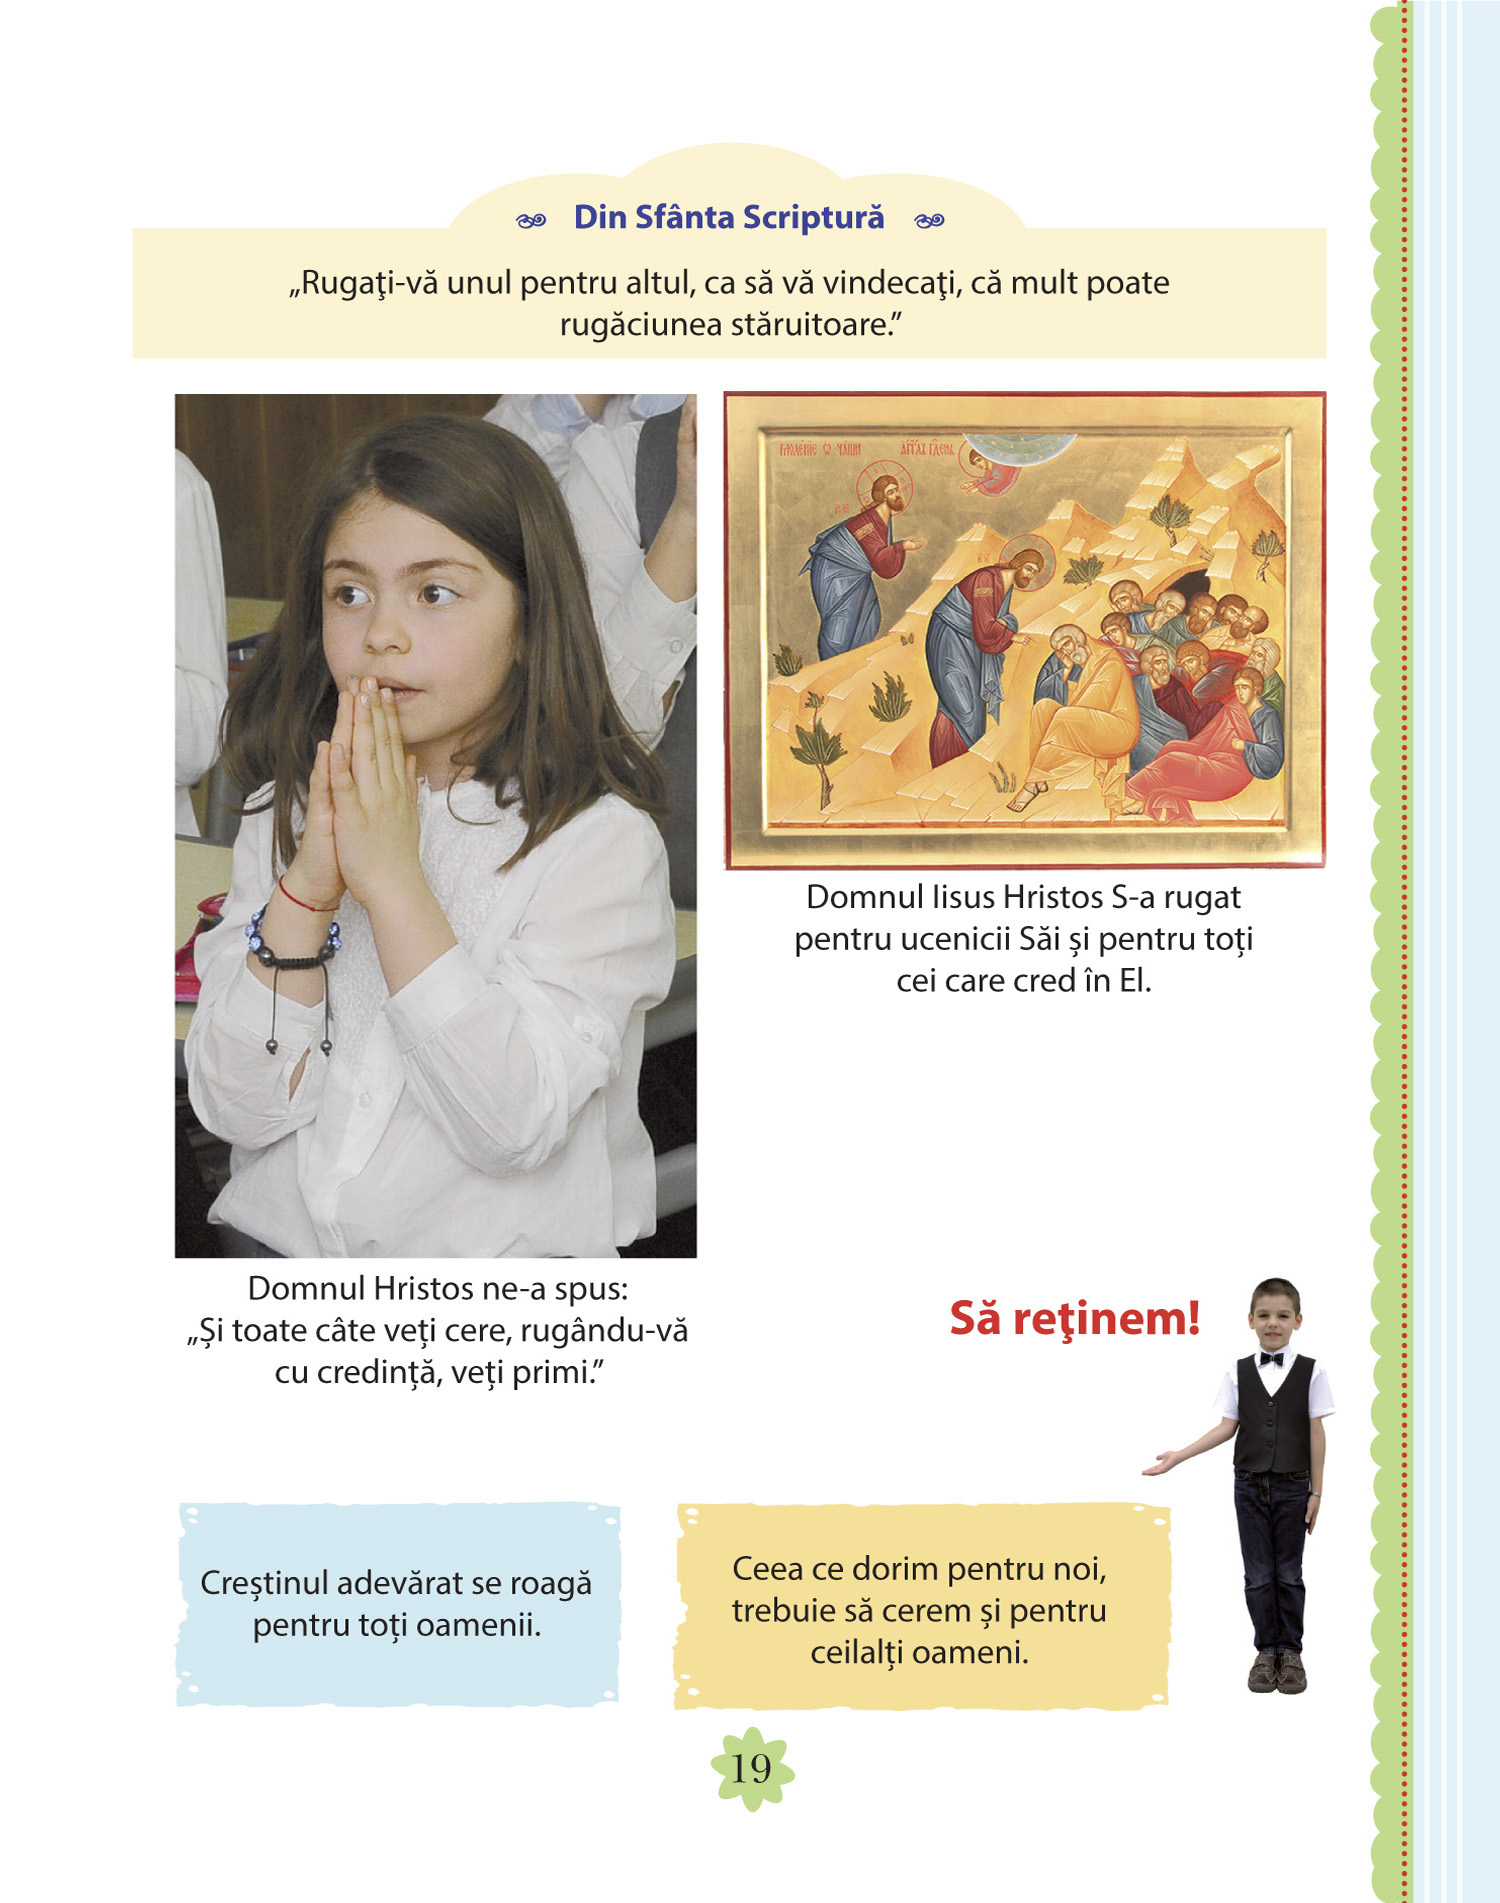 Din Sfânta Scriptură
„Rugaţi-vă unul pentru altul, ca să vă vindecaţi, că mult poate
rugăciunea stăruitoare.”
Domnul Iisus Hristos S-a rugat
pentru ucenicii Săi și pentru toți
cei care cred în El.
Domnul Hristos ne-a spus:
„Și toate câte veți cere, rugându-vă
cu credință, veți primi.”
Să reţinem!
Creștinul adevărat se roagă
pentru toți oamenii.
Ceea ce dorim pentru noi,
trebuie să cerem și pentru
ceilalți oameni.
19